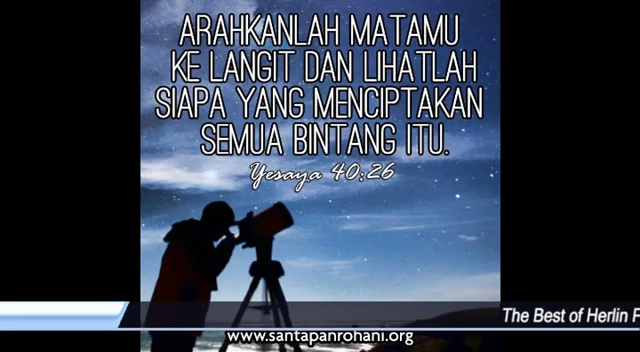 ARAHKANLAH MATAMU
KE LANGIT DAN LIHATLAH
SIAPA YANG MENCIPTAKAN
SEMUA BINTANG ITU.
Yesaya 40:26
The Best of Herlin
www.santapanrohani.org